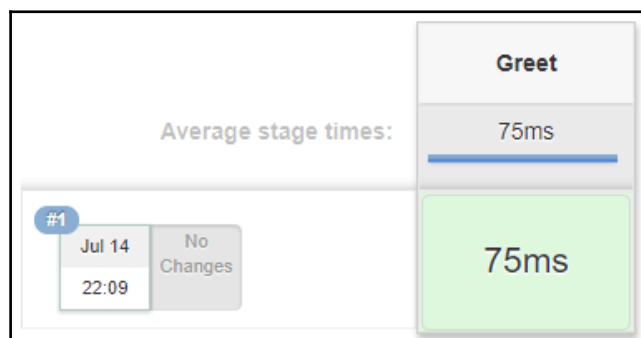 Greet
Average stage times:
75ms
#1
Jul 14
No
Changes
22:09
75ms